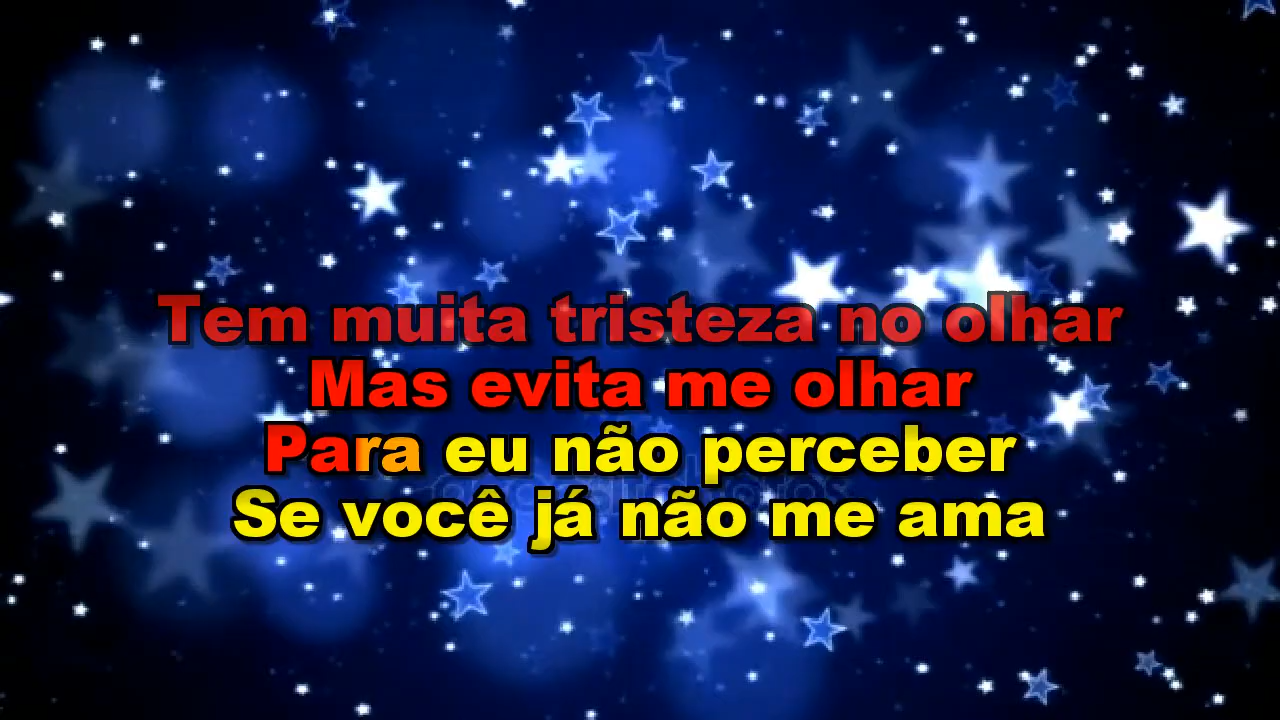 Tem muita tristeza no olhar
Mas evita me olhar
Para eu não perceber
Se você já não me ama